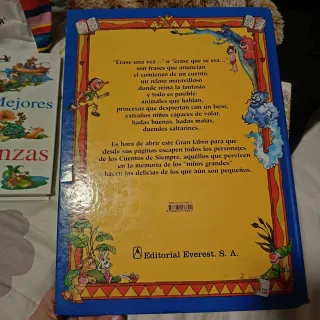 "Érase una vez..." o "érase que se era..."
son frases que anuncian
el comienzo de un cuento,
un reino maravilloso
donde reina la fantasía
y todo es posible:
animales que hablan,
princesas que despiertan con un beso,
extraños niños capaces de volar,
hadas buenas, hadas malas,
duendes saltarines...
Es hora de abrir este Gran Libro para que
desde sus páginas escapen todos los personajes
de los Cuentos de Siempre, aquéllos que perviven
en la memoria de los "niños grandes"
y hacen las delicias de los que aún son pequeños.
Editorial Everest, S. A.
Mejores